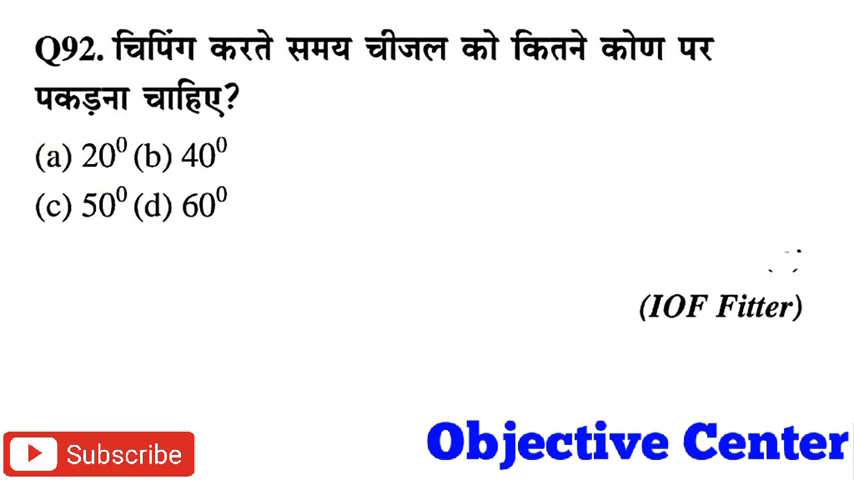 Q92. चिपिंग करते समय चीजल को कितने कोण पर
पकड़ना चाहिए?
(a) 20⁰ (b) 40⁰
(c) 50⁰ (d) 60⁰
(IOF Fitter)
Objective Center
Subscribe